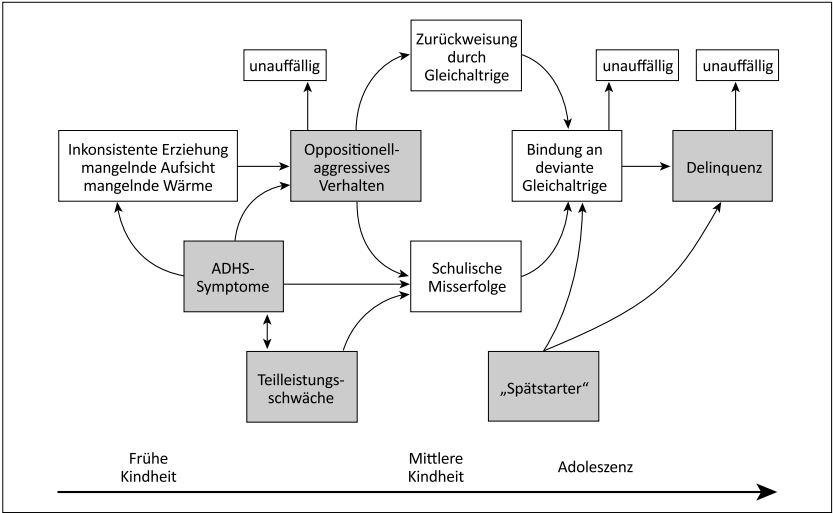 Zurückweisung
durch
Gleichaltrige
unauffällig
unauffällig
unauffällig
Inkonsistente Erziehung
mangelnde Aufsicht
mangelnde Wärme
Oppositionell-
aggressives
Verhalten
Bindung an
deviante
Gleichaltrige
Delinquenz
ADHS-
Symptome
Schulische
Misserfolge
Teilleistungs-
schwäche
„Spätstarter“
Frühe
Kindheit
Mittlere
Kindheit
Adoleszenz